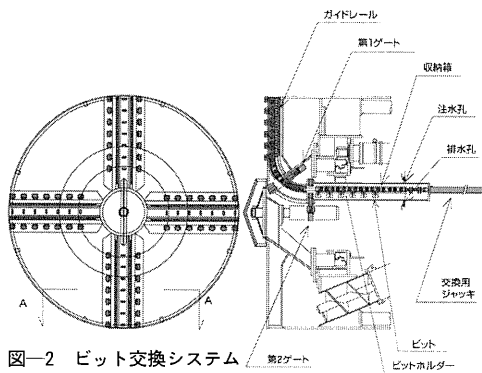 ガイドレール
第1ゲート
収納箱
注水孔
排水孔
A
A
交換用
ジャッキ
ビット
ビットホルダー
第2ゲート
図―2 ビット交換システム